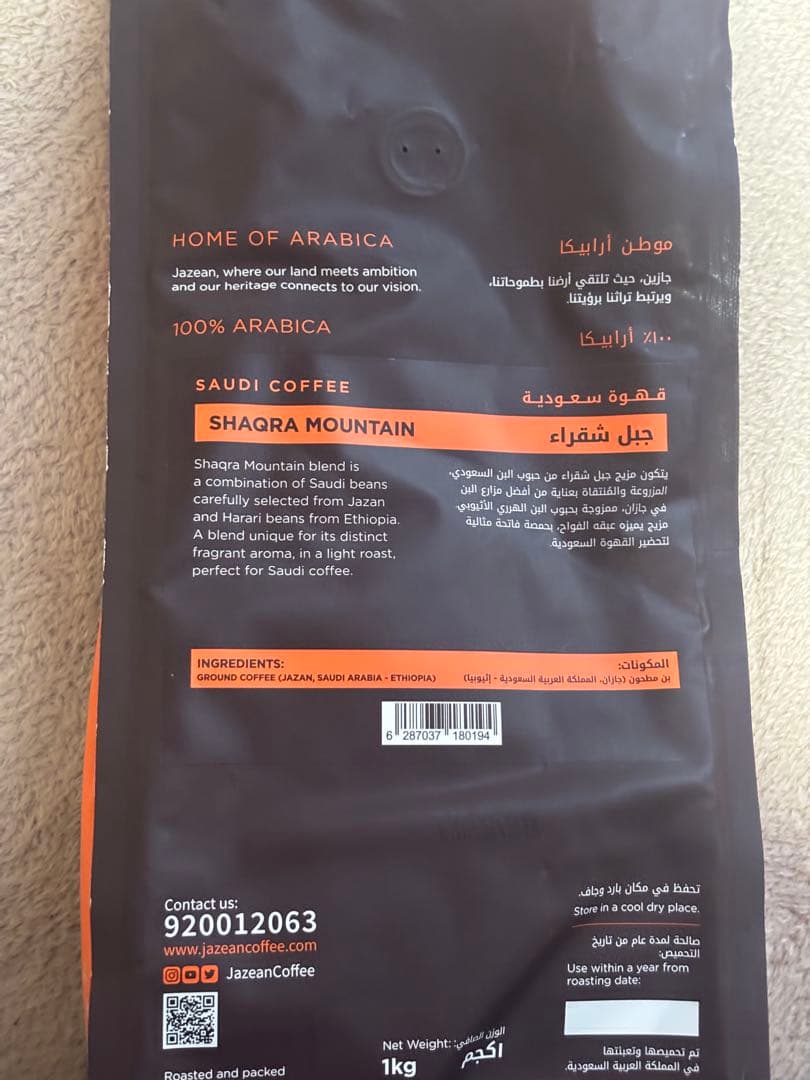 HOME OF ARABICA
موطن أرابيكا
Jazean, where our land meets ambition
and our heritage connects to our vision.
جازين، حيث تلتقي أرضنا بطموحاتنا،
ويرتبط تراثنا برؤيتنا.
100% ARABICA
١٠٠٪ أرابيكا
SAUDI COFFEE
قهوة سعودية
SHAQRA MOUNTAIN
جبل شقراء
Shaqra Mountain blend is
a combination of Saudi beans
carefully selected from Jazan
and Harari beans from Ethiopia.
A blend unique for its distinct
fragrant aroma, in a light roast,
perfect for Saudi coffee.
يتكون مزيج جبل شقراء من حبوب البن السعودي،
المزروعة والمُنتقاة بعناية من أفضل مزارع البن
في جازان، ممزوجة بحبوب البن الهرري الأثيوبي.
مزيج يميزه عبقه الفواح، بحمصة فاتحة مثالية
لتحضير القهوة السعودية.
INGREDIENTS:
GROUND COFFEE (JAZAN, SAUDI ARABIA - ETHIOPIA)
المكونات:
بن مطحون (جازان، المملكة العربية السعودية - إثيوبيا)
6 287037 180194
Contact us:
920012063
www.jazeancoffee.com
JazeanCoffee
Roasted and packed
Net Weight: الوزن الصافي:
1kg ١كجم
تحفظ في مكان بارد وجاف.
Store in a cool dry place.
صالحة لمدة عام من تاريخ
التحميص:
Use within a year from
roasting date:
تم تحميصها وتعبئتها
في المملكة العربية السعودية.